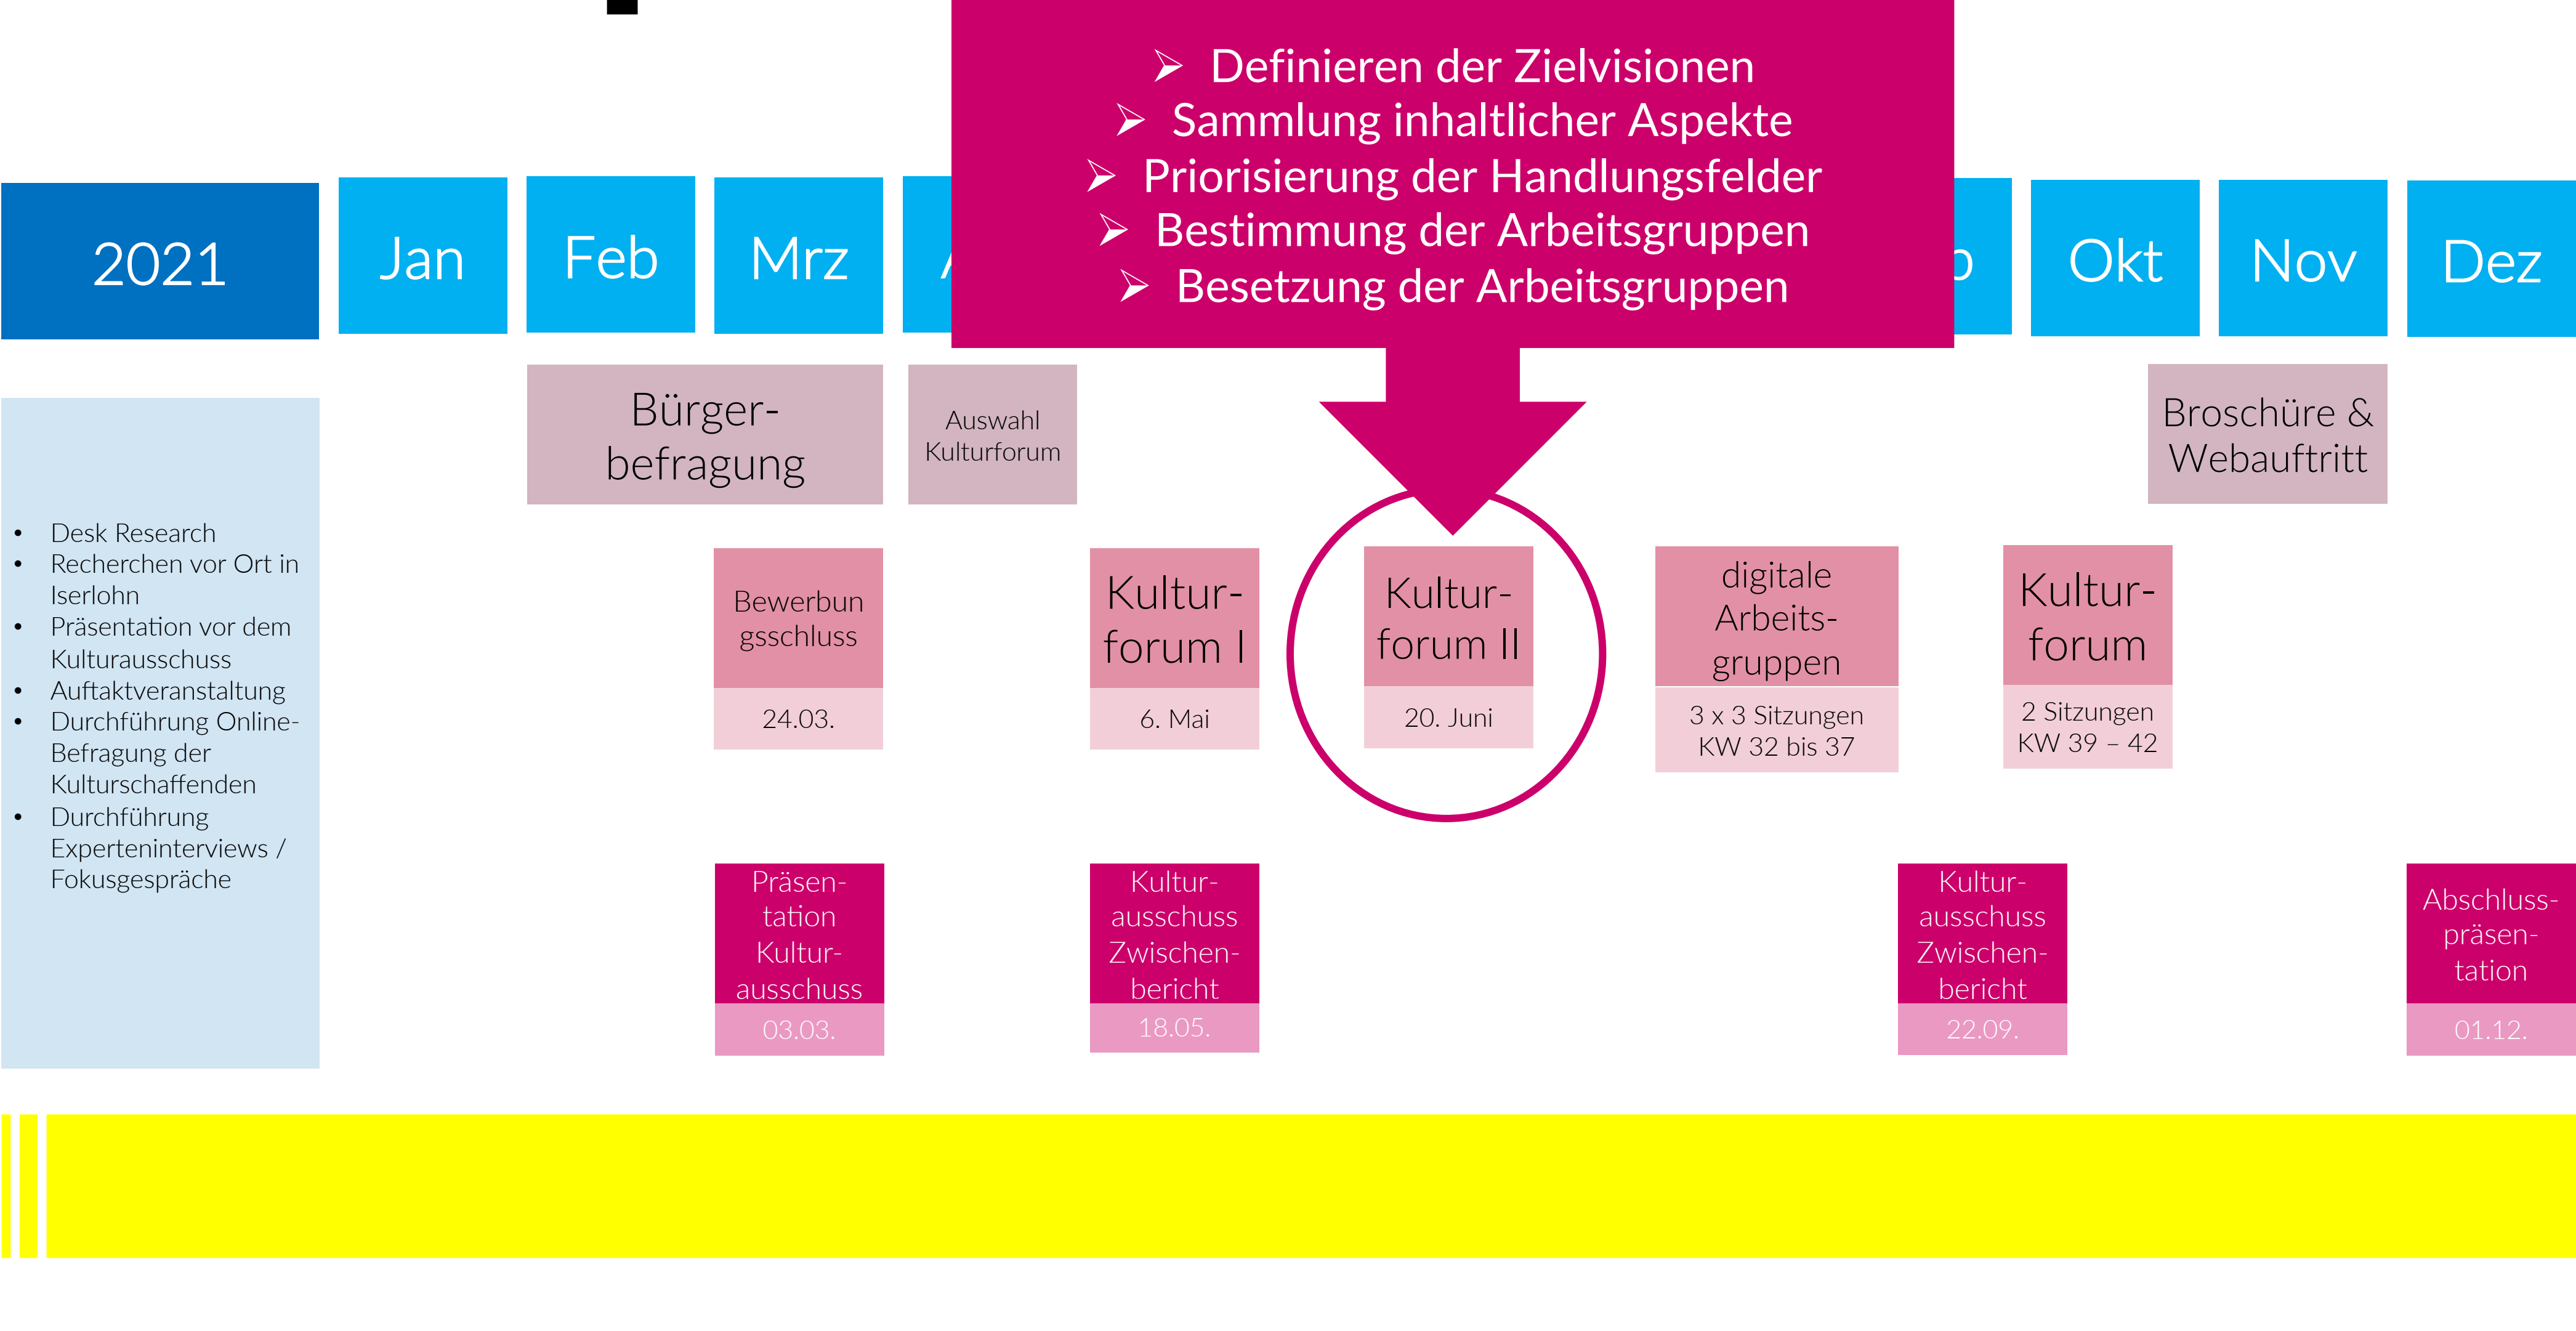 Definieren der Zielvisionen
Sammlung inhaltlicher Aspekte
Priorisierung der Handlungsfelder
Bestimmung der Arbeitsgruppen
Besetzung der Arbeitsgruppen
2021
Jan
Feb
Mrz
Okt
Nov
Dez
Bürger-
befragung
Auswahl
Kulturforum
Broschüre &
Webauftritt
• Desk Research
• Recherchen vor Ort in
Iserlohn
• Präsentation vor dem
Kulturausschuss
• Auftaktveranstaltung
• Durchführung Online-
Befragung der
Kulturschaffenden
• Durchführung
Experteninterviews /
Fokusgespräche
Bewerbun
gsschluss
24.03.
Kultur-
forum I
6. Mai
Kultur-
forum II
20. Juni
digitale
Arbeits-
gruppen
3 x 3 Sitzungen
KW 32 bis 37
Kultur-
forum
2 Sitzungen
KW 39 – 42
Präsen-
tation
Kultur-
ausschuss
03.03.
Kultur-
ausschuss
Zwischen-
bericht
18.05.
Kultur-
ausschuss
Zwischen-
bericht
22.09.
Abschluss-
präsen-
tation
01.12.